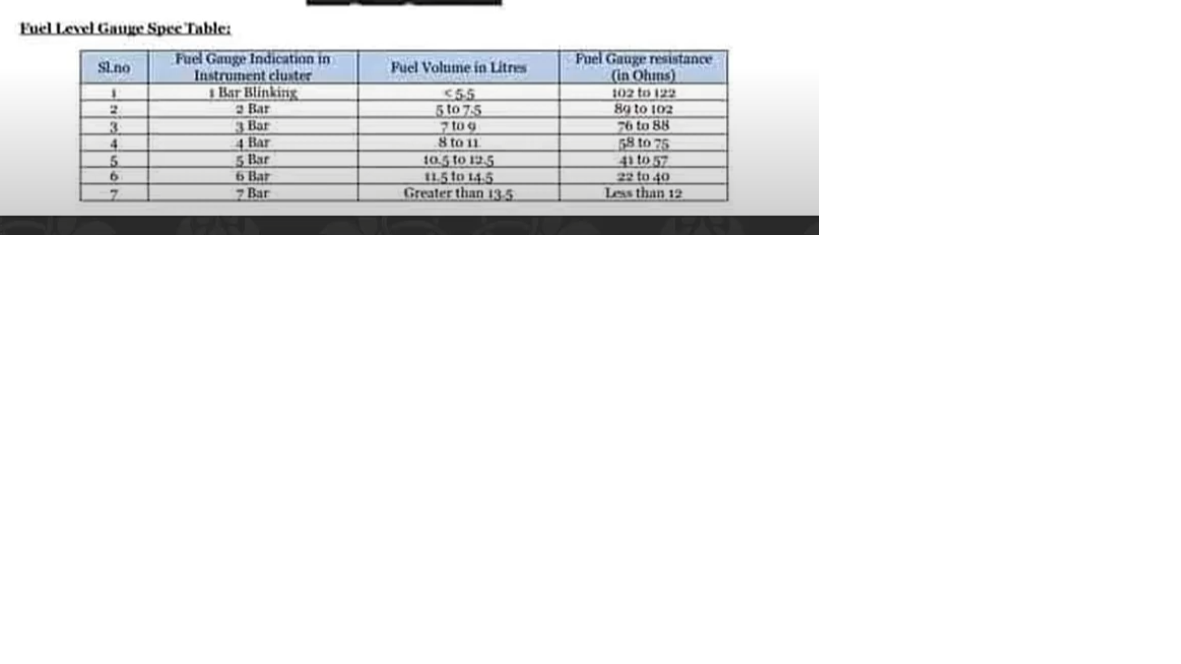 Fuel Level Gauge Spec Table:
Sl.no Fuel Gauge Indication in Instrument cluster Fuel Volume in Litres Fuel Gauge resistance (in Ohms)
1 1 Bar Blinking <5.5 102 to 122
2 2 Bar 5 to 7.5 89 to 102
3 3 Bar 7 to 9 76 to 88
4 4 Bar 8 to 11 58 to 75
5 5 Bar 10.5 to 12.5 41 to 57
6 6 Bar 11.5 to 14.5 22 to 40
7 7 Bar Greater than 13.5 Less than 12